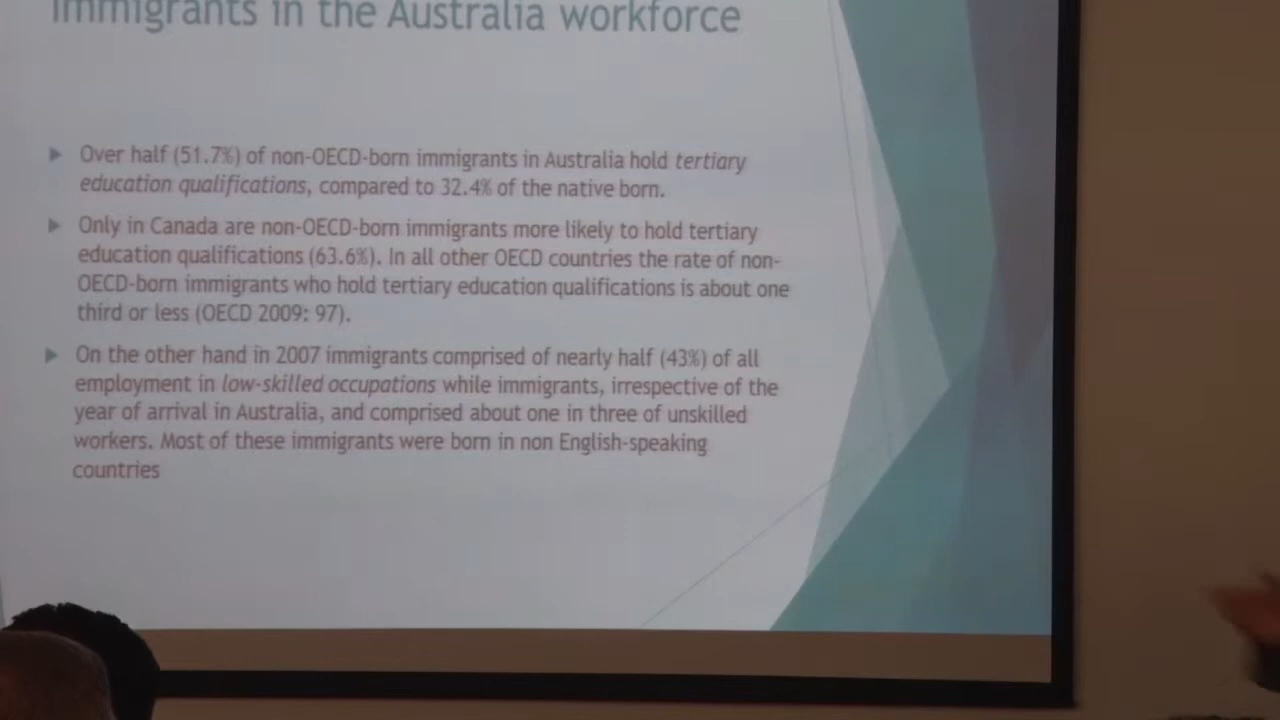 Immigrants in the Australia workforce
Over half (51.7%) of non-OECD-born immigrants in Australia hold tertiary
education qualifications, compared to 32.4% of the native born.
Only in Canada are non-OECD-born immigrants more likely to hold tertiary
education qualifications (63.6%). In all other OECD countries the rate of non-
OECD-born immigrants who hold tertiary education qualifications is about one
third or less (OECD 2009: 97).
On the other hand in 2007 immigrants comprised of nearly half (43%) of all
employment in low-skilled occupations while immigrants, irrespective of the
year of arrival in Australia, and comprised about one in three of unskilled
workers. Most of these immigrants were born in non English-speaking
countries